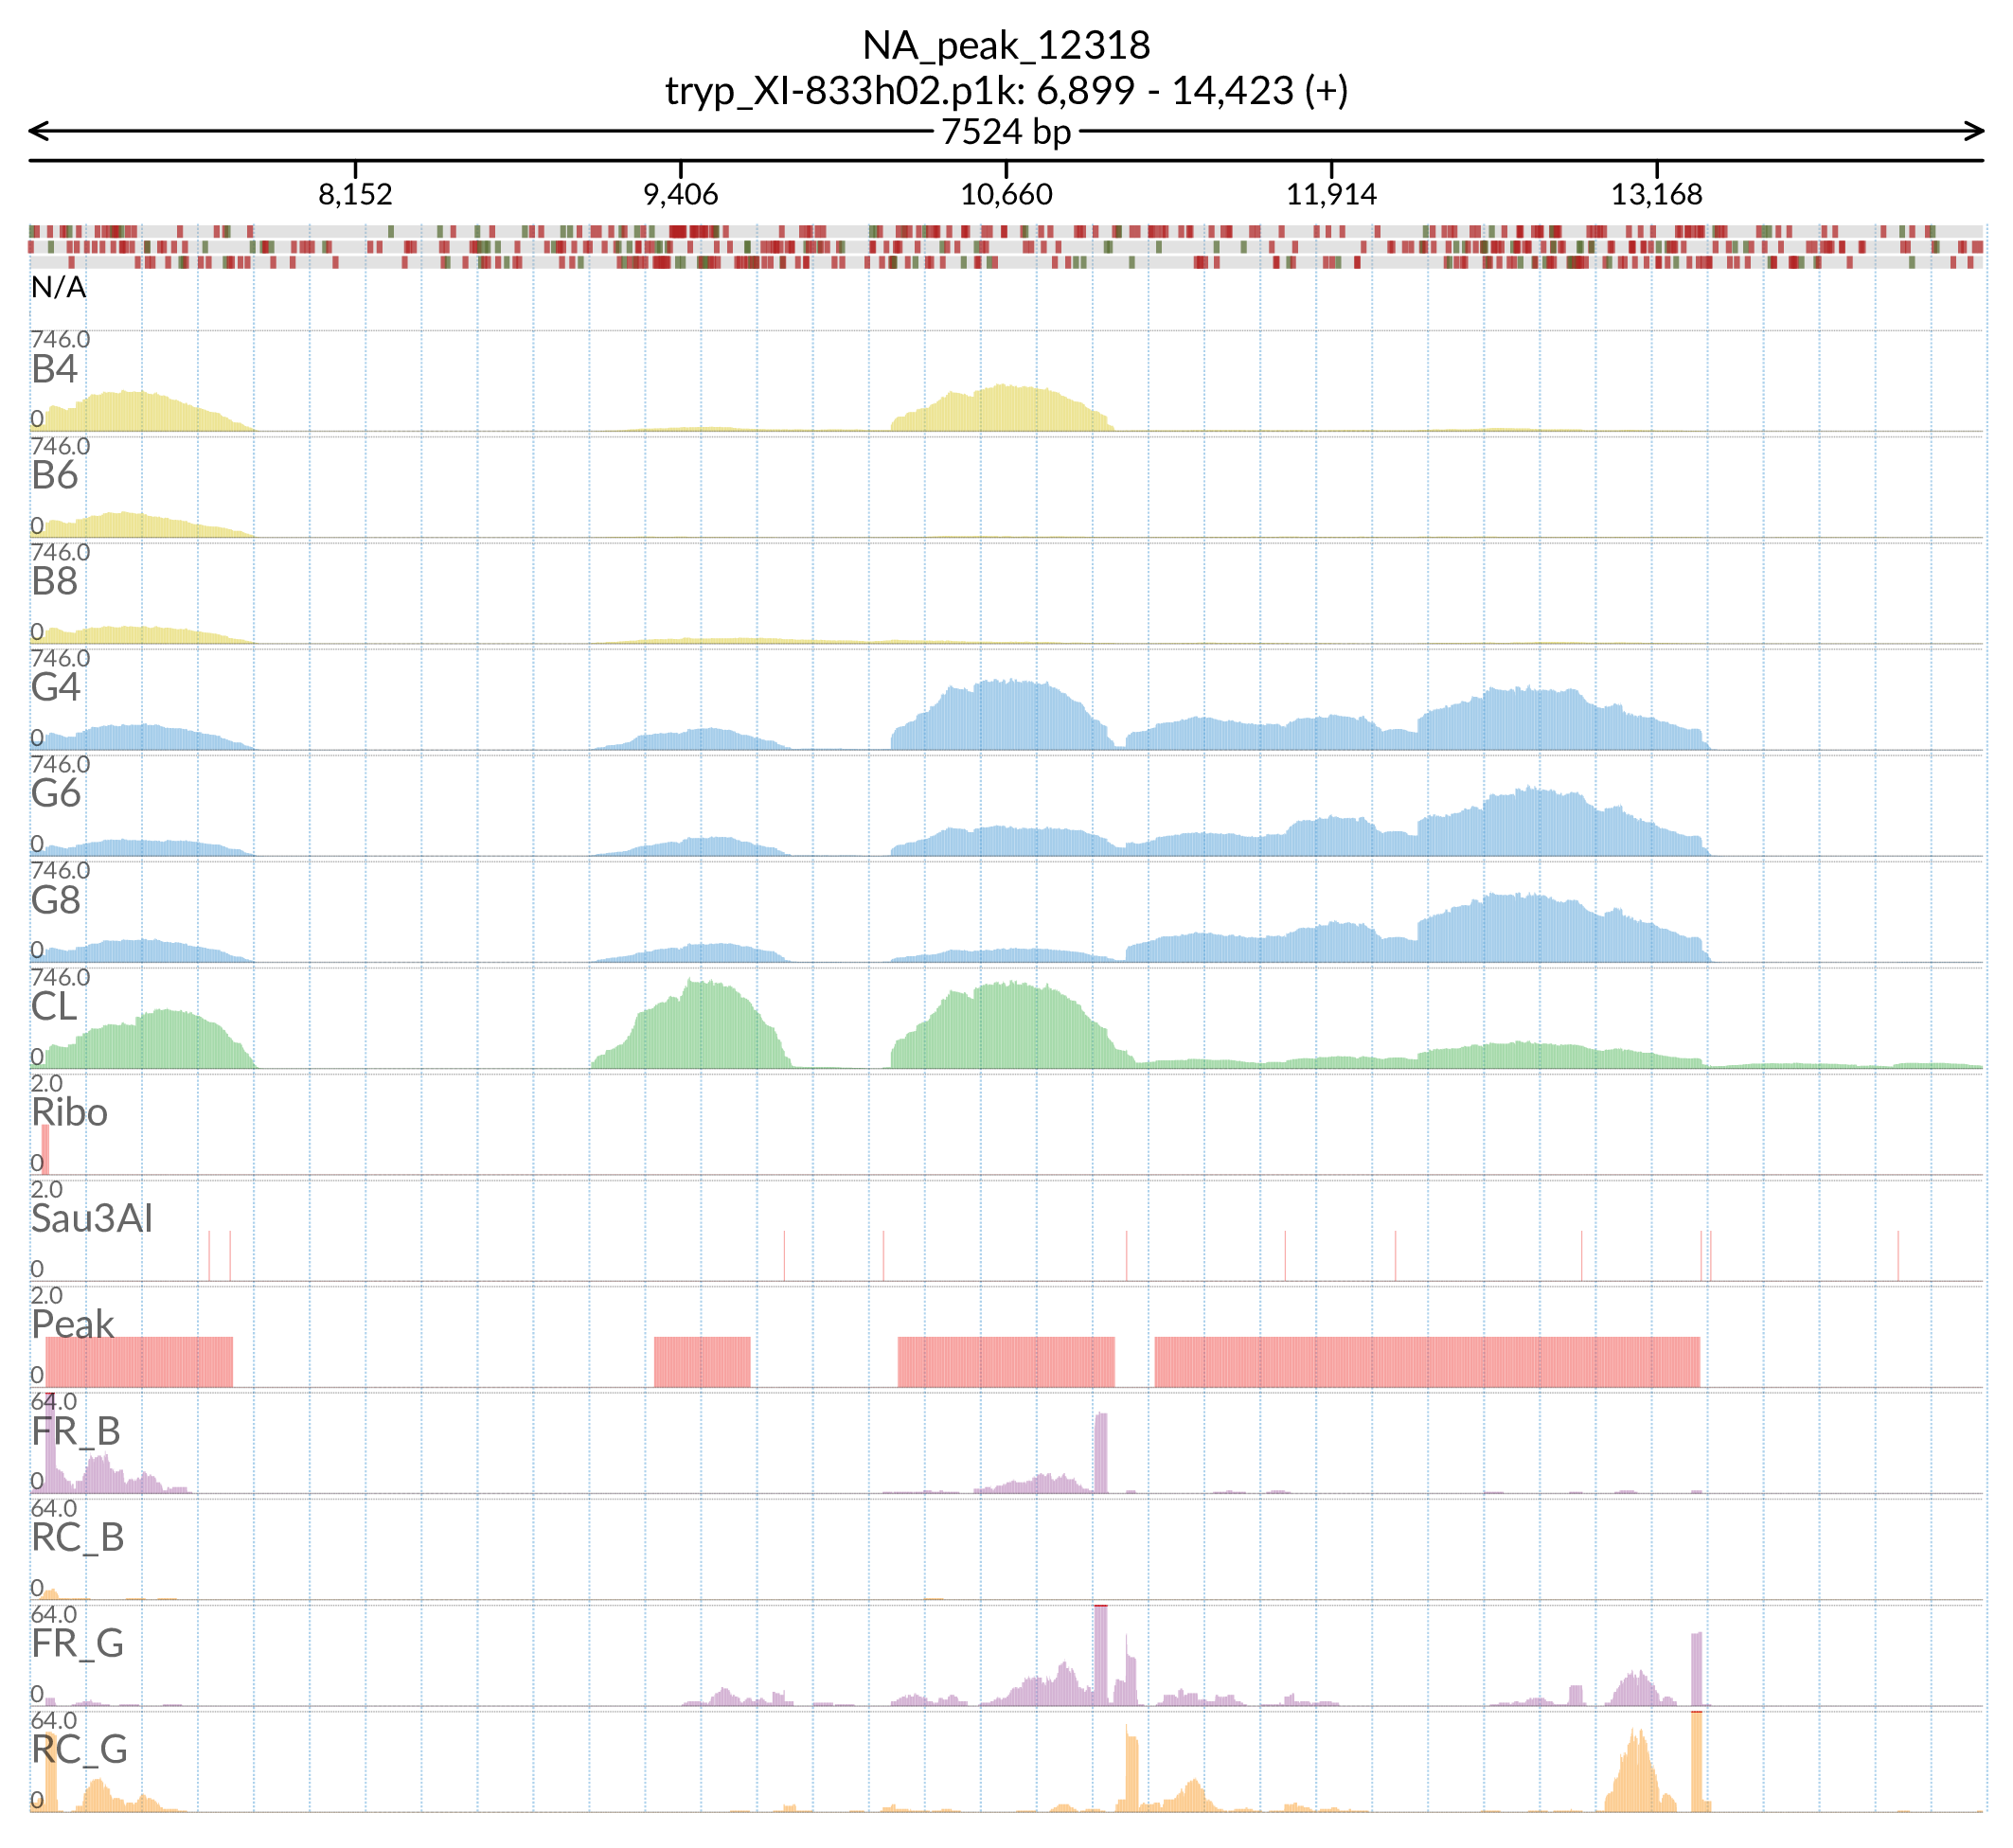 NA_peak_12318
tryp_XI-833h02.p1k: 6,899 - 14,423 (+)
7524 bp
8,152 9,406 10,660 11,914 13,168
N/A
746.0
B4
0
746.0
B6
0
746.0
B8
0
746.0
G4
0
746.0
G6
0
746.0
G8
0
746.0
CL
0
2.0
Ribo
0
2.0
Sau3AI
0
2.0
Peak
0
64.0
FR_B
0
64.0
RC_B
0
64.0
FR_G
0
64.0
RC_G
0